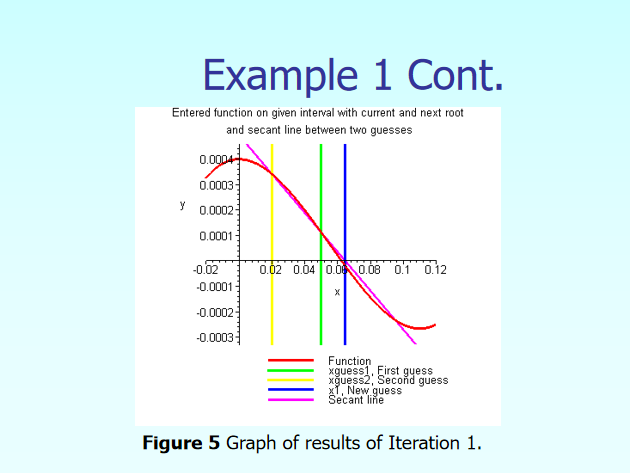 Example 1 Cont.
Entered function on given interval with current and next root
and secant line between two guesses
0.0004
0.0003
y
0.0002
0.0001
-0.02 0.02 0.04 0.06 0.08 0.1 0.12
x
-0.0001
-0.0002
-0.0003
Function
xguess1, First guess
xguess2, Second guess
x1, New guess
Secant line
Figure 5 Graph of results of Iteration 1.